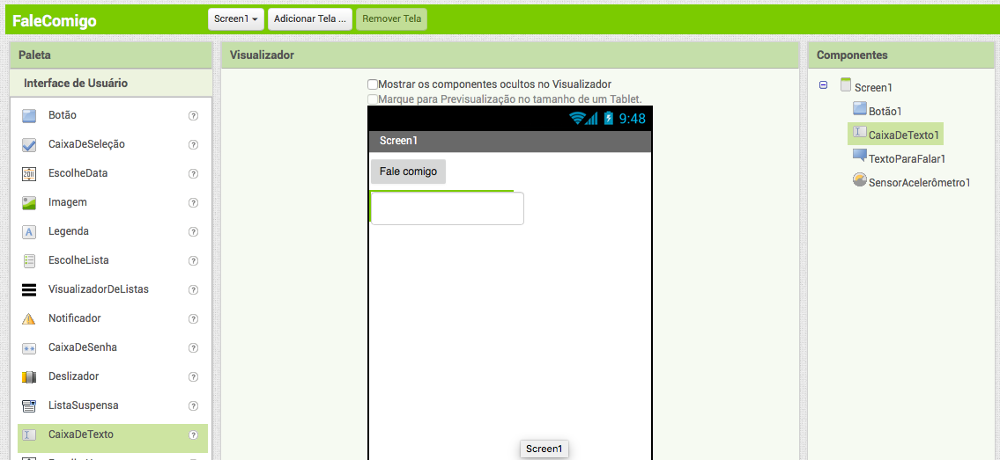 FaleComigo
Screen1
Adicionar Tela ...
Remover Tela
Paleta
Interface de Usuário
Botão ?
CaixaDeSeleção ?
EscolheData ?
Imagem ?
Legenda ?
EscolheLista ?
VisualizadorDeListas ?
Notificador ?
CaixaDeSenha ?
Deslizador ?
ListaSuspensa ?
CaixaDeTexto ?
Visualizador
Mostrar os componentes ocultos no Visualizador
Marque para Previsualização no tamanho de um Tablet.
9:48
Screen1
Fale comigo
Screen1
Componentes
Screen1
Botão1
CaixaDeTexto1
TextoParaFalar1
SensorAcelerômetro1